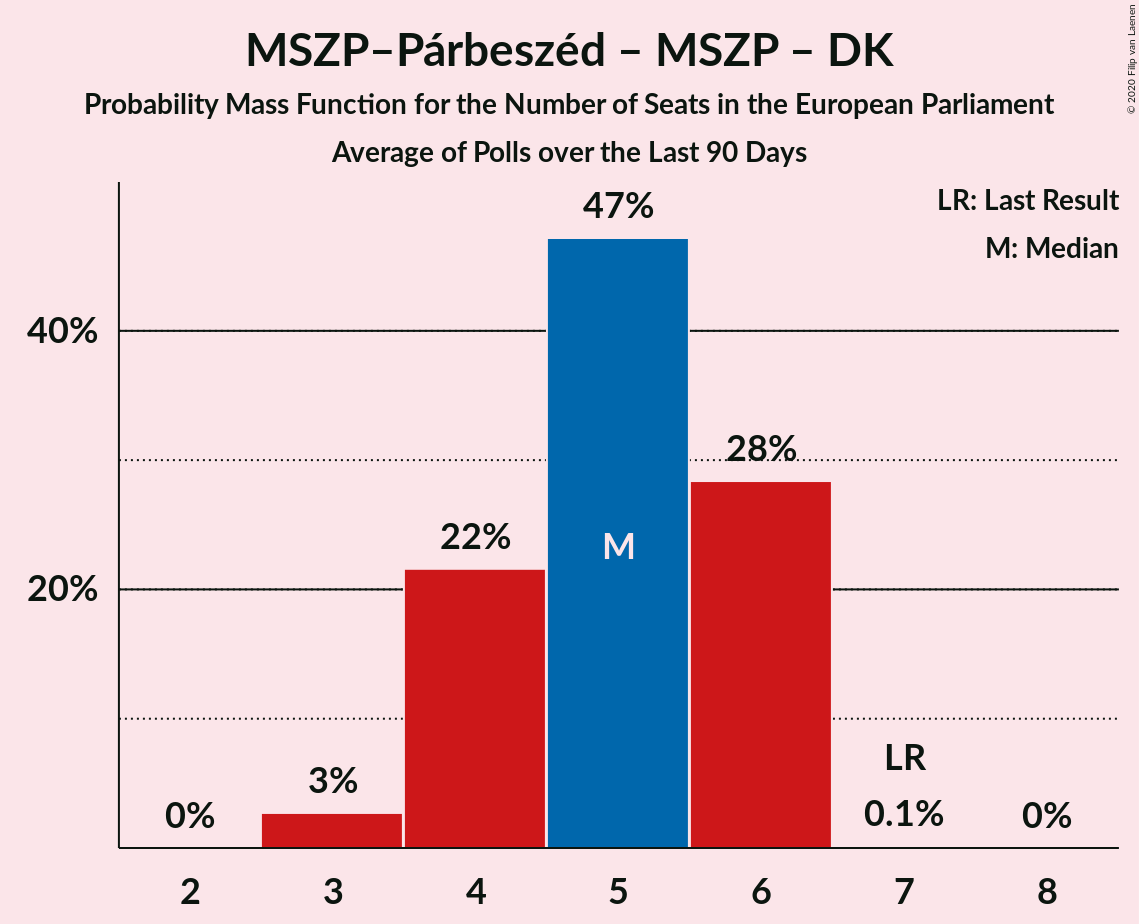 MSZP–Párbeszéd – MSZP – DK
Probability Mass Function for the Number of Seats in the European Parliament
Average of Polls over the Last 90 Days
© 2020 Filip van Laenen
LR: Last Result
M: Median
47%
40%
28%
22%
M
20%
LR
3%
0%
0.1%
0%
2 3 4 5 6 7 8